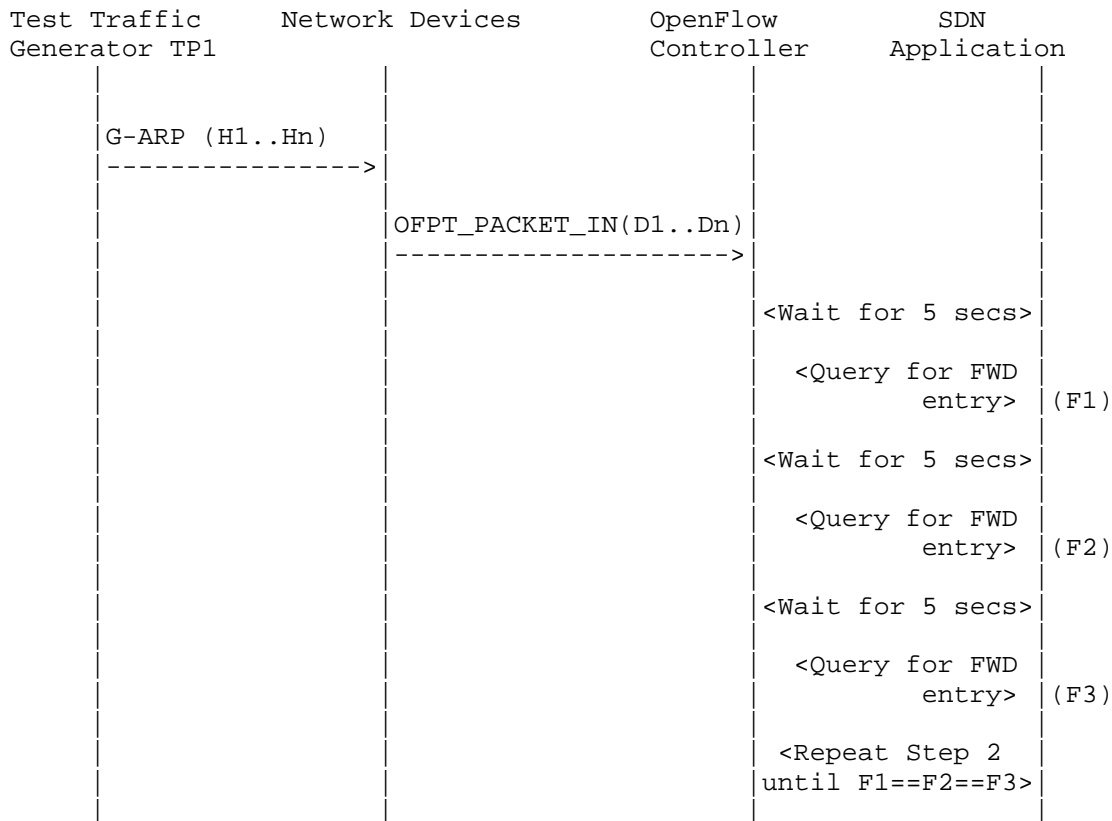 Test Traffic Network Devices OpenFlow SDN
Generator TP1 Controller Application
G-ARP (H1..Hn)
OFPT_PACKET_IN(D1..Dn)
<Wait for 5 secs>
<Query for FWD
entry> (F1)
<Wait for 5 secs>
<Query for FWD
entry> (F2)
<Wait for 5 secs>
<Query for FWD
entry> (F3)
<Repeat Step 2
until F1==F2==F3>